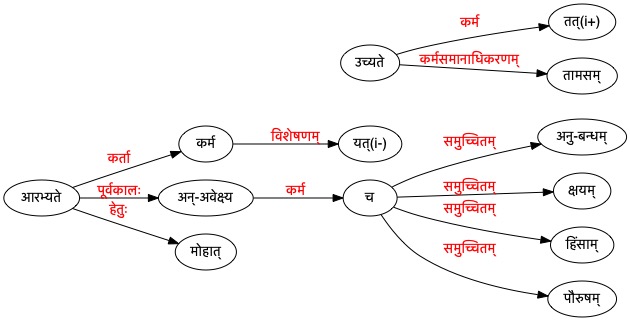 कर्म
तत्(i+)
उच्यते
कर्मसमानाधिकरणम्
तामसम्
कर्म
विशेषणम्
यत्(i-)
समुच्चितम्
अनु-बन्धम्
कर्ता
आरभ्यते
पूर्वकालः
अन्-अवेक्ष्य
कर्म
च
समुच्चितम्
क्षयम्
हेतुः
समुच्चितम्
मोहात्
हिंसाम्
समुच्चितम्
पौरुषम्